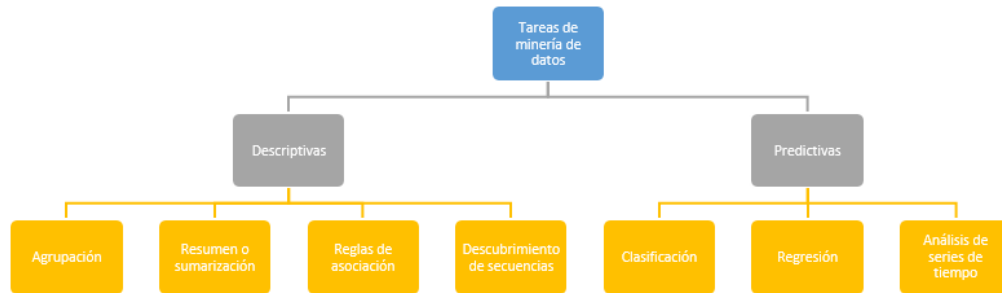 Tareas de
minería de
datos
Descriptivas
Predictivas
Agrupación
Resumen o
sumarización
Reglas de
asociación
Descubrimiento
de secuencias
Clasificación
Regresión
Análisis de
series de
tiempo